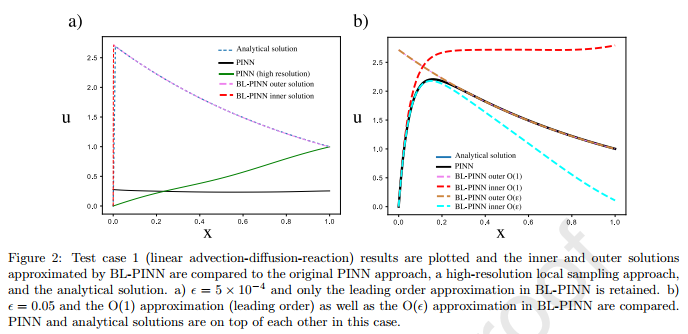 a)
b)
u
2.5
2.0
1.5
1.0
0.5
0.0
0.0 0.2 0.4 0.6 0.8 1.0
X
Analytical solution
PINN
PINN (high resolution)
BL-PINN outer solution
BL-PINN inner solution
u
2.5
2.0
1.5
1.0
0.5
0.0
0.0 0.2 0.4 0.6 0.8 1.0
X
Analytical solution
PINN
BL-PINN outer O(1)
BL-PINN inner O(1)
BL-PINN outer O(ε)
BL-PINN inner O(ε)
Figure 2: Test case 1 (linear advection-diffusion-reaction) results are plotted and the inner and outer solutions
approximated by BL-PINN are compared to the original PINN approach, a high-resolution local sampling approach,
and the analytical solution. a) ϵ = 5 × 10⁻⁴ and only the leading order approximation in BL-PINN is retained. b)
ϵ = 0.05 and the O(1) approximation (leading order) as well as the O(ϵ) approximation in BL-PINN are compared.
PINN and analytical solutions are on top of each other in this case.